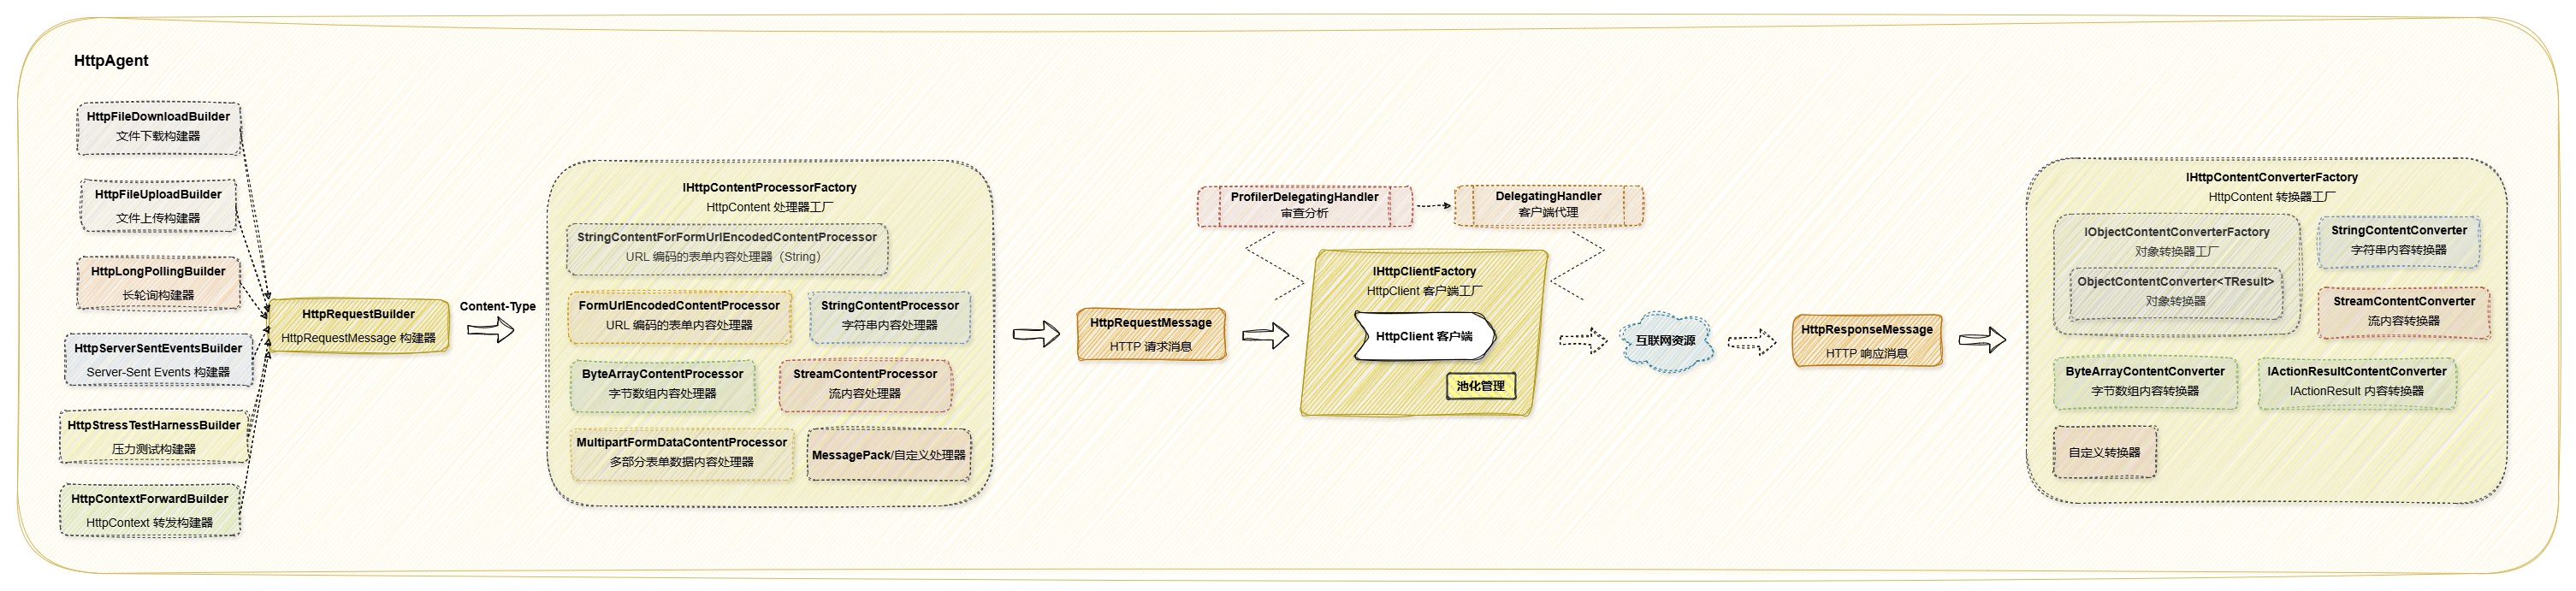 HttpAgent
HttpFileDownloadBuilder
文件下载构建器
HttpFileUploadBuilder
文件上传构建器
HttpLongPollingBuilder
长轮询构建器
HttpServerSentEventsBuilder
Server-Sent Events 构建器
HttpStressTestHarnessBuilder
压力测试构建器
HttpContextForwardBuilder
HttpContext 转发构建器
HttpRequestBuilder
HttpRequestMessage 构建器
Content-Type
IHttpContentProcessorFactory
HttpContent 处理器工厂
StringContentForFormUrlEncodedContentProcessor
URL 编码的表单内容处理器（String）
FormUrlEncodedContentProcessor
URL 编码的表单内容处理器
StringContentProcessor
字符串内容处理器
ByteArrayContentProcessor
字节数组内容处理器
StreamContentProcessor
流内容处理器
MultipartFormDataContentProcessor
多部分表单数据内容处理器
MessagePack/自定义处理器
HttpRequestMessage
HTTP 请求消息
ProfilerDelegatingHandler
审查分析
DelegatingHandler
客户端代理
IHttpClientFactory
HttpClient 客户端工厂
HttpClient 客户端
池化管理
互联网资源
HttpResponseMessage
HTTP 响应消息
IHttpContentConverterFactory
HttpContent 转换器工厂
IObjectContentConverterFactory
对象转换器工厂
ObjectContentConverter<TResult>
对象转换器
StringContentConverter
字符串内容转换器
StreamContentConverter
流内容转换器
ByteArrayContentConverter
字节数组内容转换器
IActionResultContentConverter
IActionResult 内容转换器
自定义转换器